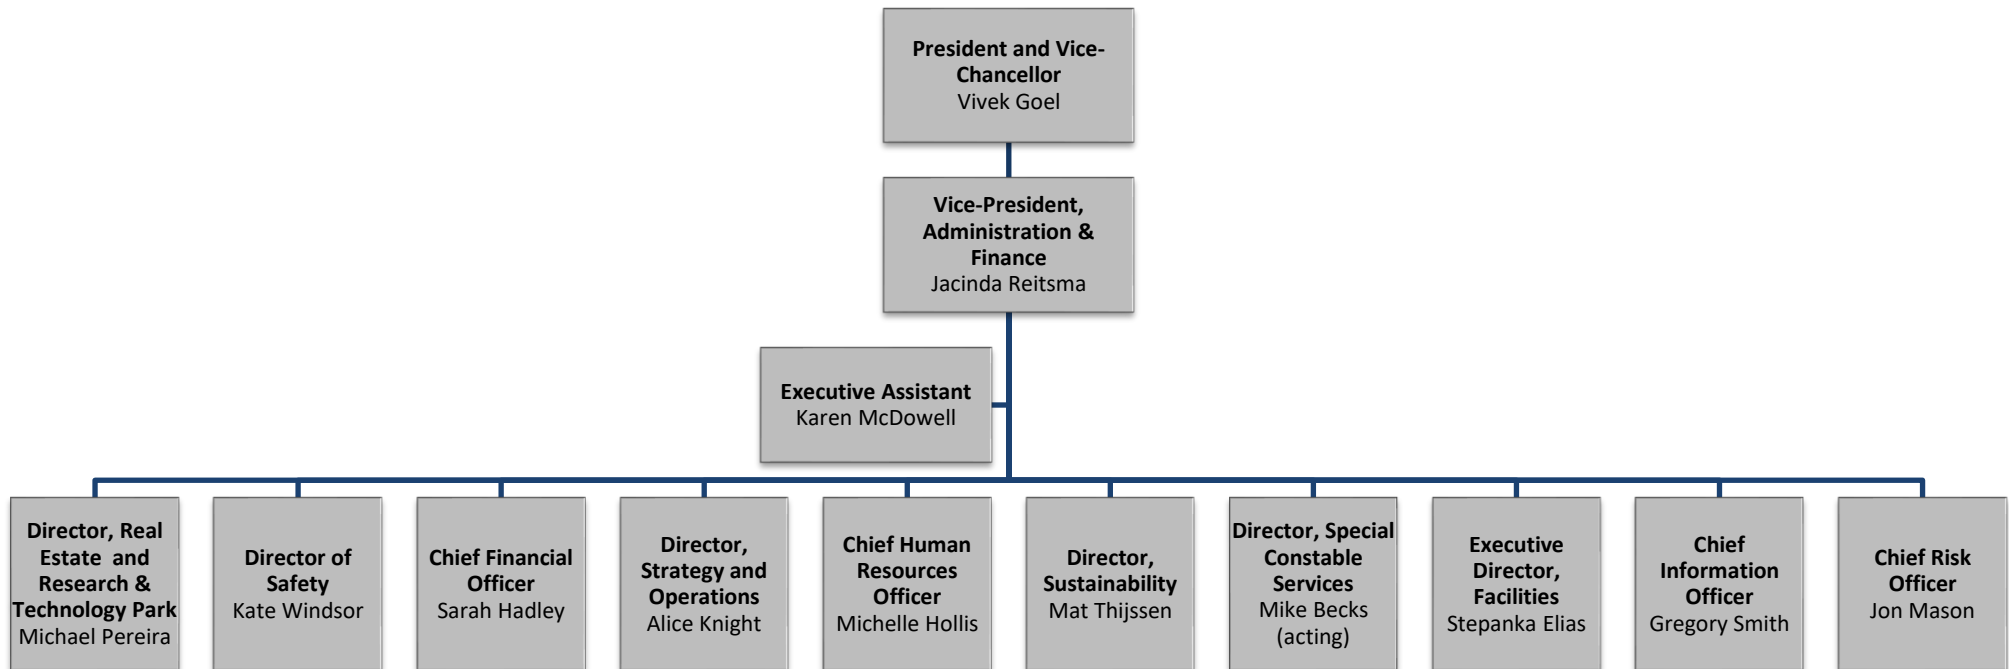 President and Vice-
Chancellor
Vivek Goel
Vice-President,
Administration &
Finance
Jacinda Reitsma
Executive Assistant
Karen McDowell
Director, Real
Estate and
Research &
Technology Park
Michael Pereira
Director of
Safety
Kate Windsor
Chief Financial
Officer
Sarah Hadley
Director,
Strategy and
Operations
Alice Knight
Chief Human
Resources
Officer
Michelle Hollis
Director,
Sustainability
Mat Thijssen
Director, Special
Constable
Services
Mike Becks
(acting)
Executive
Director,
Facilities
Stepanka Elias
Chief
Information
Officer
Gregory Smith
Chief Risk
Officer
Jon Mason